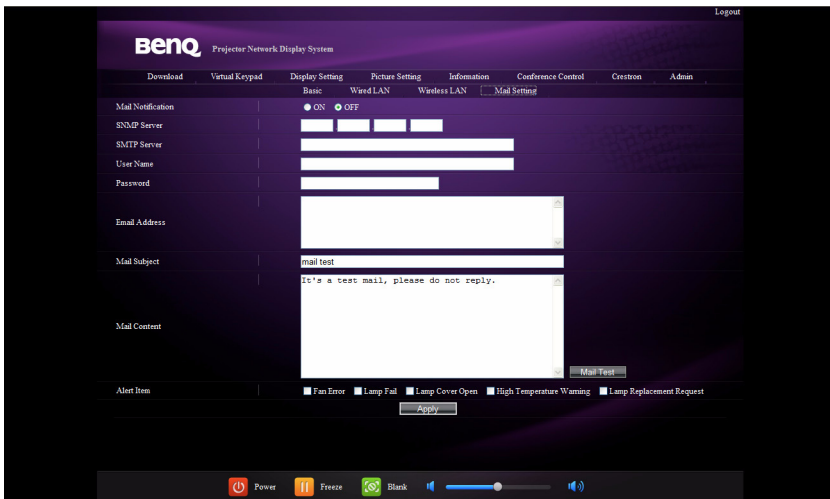 Logout
BenQ Projector Network Display System
Download Virtual Keypad Display Setting Picture Setting Information Conference Control Crestron Admin
Basic Wired LAN Wireless LAN Mail Setting
Mail Notification ON OFF
SNMP Server
SMTP Server
User Name
Password
Email Address
Mail Subject mail test
It's a test mail, please do not reply.
Mail Content
Mail Test
Alert Item Fan Error Lamp Fail Lamp Cover Open High Temperature Warning Lamp Replacement Request
Apply
Power Freeze Blank